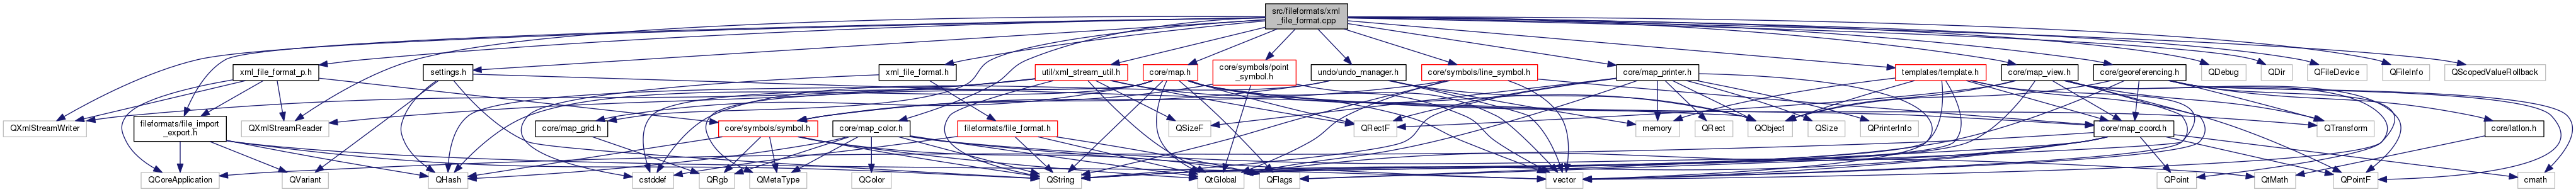 src/fileformats/xml
_file_format.cpp
xml_file_format_p.h
settings.h
xml_file_format.h
util/xml_stream_util.h
core/map.h
core/symbols/point
_symbol.h
undo/undo_manager.h
core/symbols/line_symbol.h
core/map_printer.h
templates/template.h
core/map_view.h
core/georeferencing.h
QDebug
QDir
QFileDevice
QFileInfo
QScopedValueRollback
QXmlStreamWriter
fileformats/file_import
_export.h
QXmlStreamReader
core/map_grid.h
core/symbols/symbol.h
core/map_color.h
fileformats/file_format.h
QSizeF
QRectF
memory
QRect
QObject
QSize
QPrinterInfo
core/map_coord.h
QTransform
core/latlon.h
QCoreApplication
QVariant
QHash
cstddef
QRgb
QMetaType
QColor
QString
QtGlobal
QFlags
vector
QPoint
QtMath
QPointF
cmath